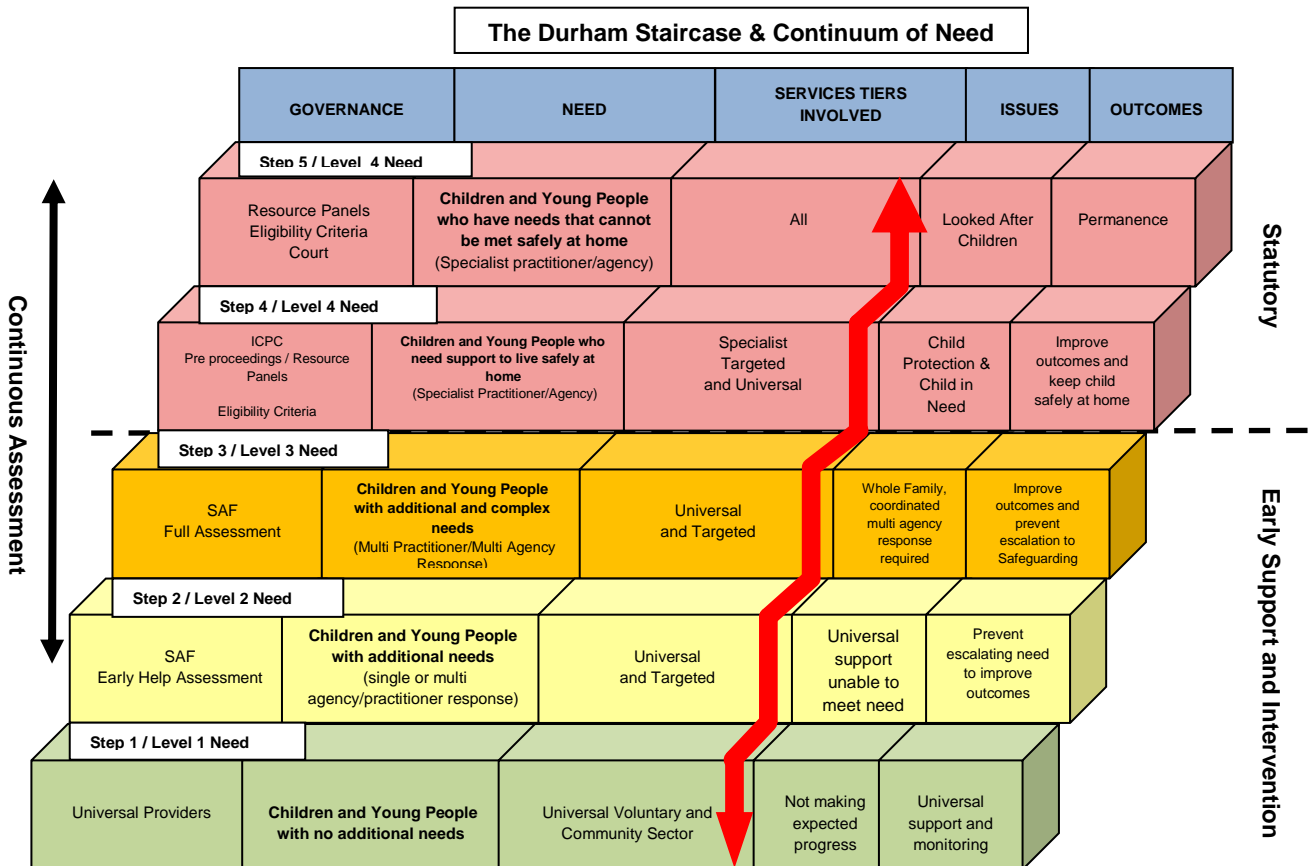 The Durham Staircase & Continuum of Need
GOVERNANCE
NEED
SERVICES TIERS
INVOLVED
ISSUES
OUTCOMES
Step 5 / Level 4 Need
Resource Panels
Eligibility Criteria
Court
Children and Young People
who have needs that cannot
be met safely at home
(Specialist practitioner/agency)
All
Looked After
Children
Permanence
Step 4 / Level 4 Need
ICPC
Pre proceedings / Resource
Panels
Eligibility Criteria
Children and Young People who
need support to live safely at
home
(Specialist Practitioner/Agency)
Specialist
Targeted
and Universal
Child
Protection &
Child in
Need
Improve
outcomes and
keep child
safely at home
Step 3 / Level 3 Need
SAF
Full Assessment
Children and Young People
with additional and complex
needs
(Multi Practitioner/Multi Agency
Response)
Universal
and Targeted
Whole Family,
coordinated
multi agency
response
required
Improve
outcomes and
prevent
escalation to
Safeguarding
Step 2 / Level 2 Need
SAF
Early Help Assessment
Children and Young People
with additional needs
(single or multi
agency/practitioner response)
Universal
and Targeted
Universal
support
unable to
meet need
Prevent
escalating need
to improve
outcomes
Step 1 / Level 1 Need
Universal Providers
Children and Young People
with no additional needs
Universal Voluntary and
Community Sector
Not making
expected
progress
Universal
support and
monitoring
Continuous Assessment
Statutory
Early Support and Intervention